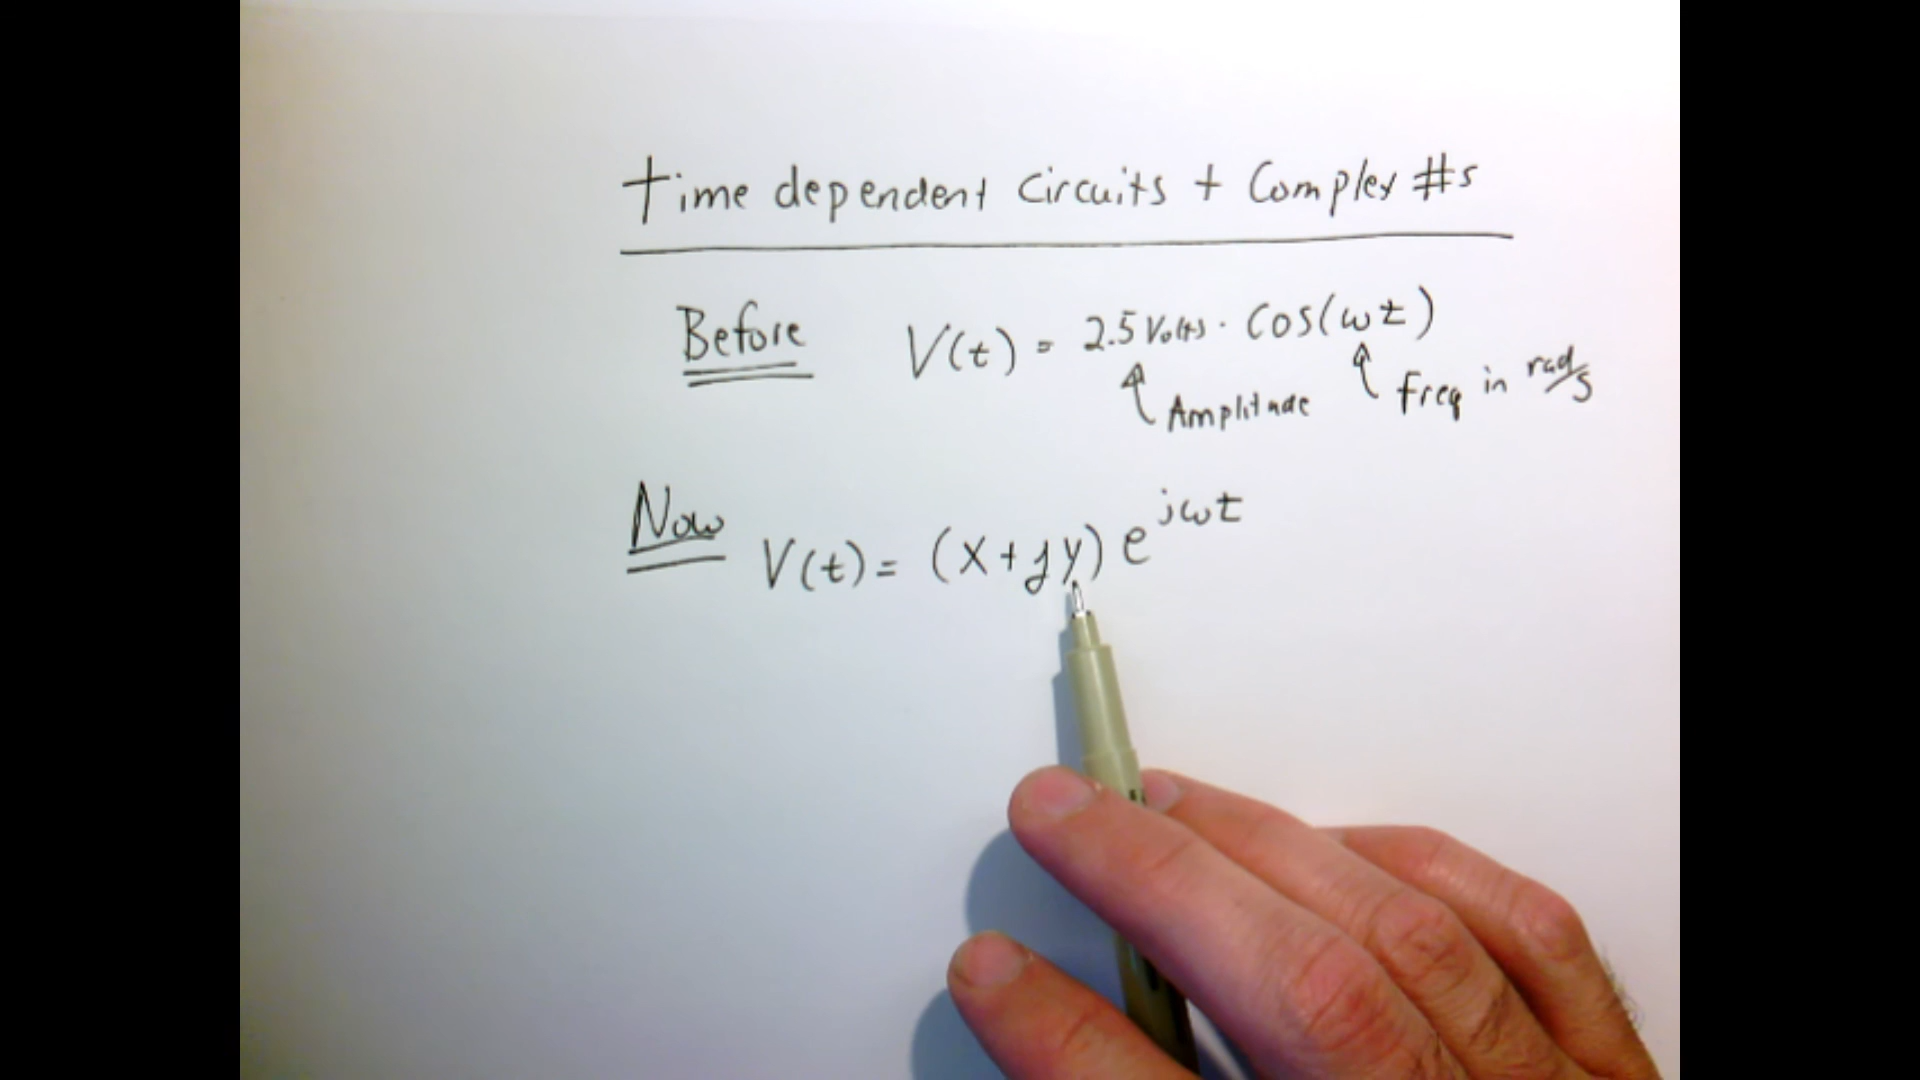 Time dependent Circuits + Complex #s
Before V(t) = 2.5 Volts · Cos(ωt)
Amplitude freq in rad/s
Now V(t) = (x+jy) e^jωt